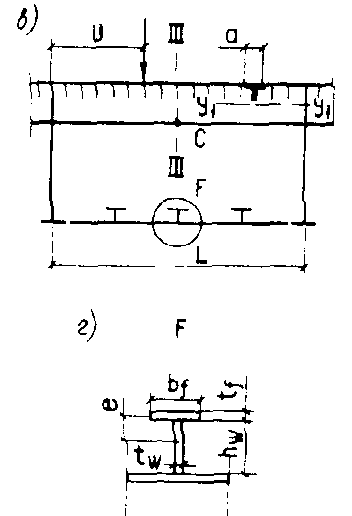 в)
υ
III
a
y₁
y₁
C
III
F
L
г)
F
bf
tf
e
tw
hw